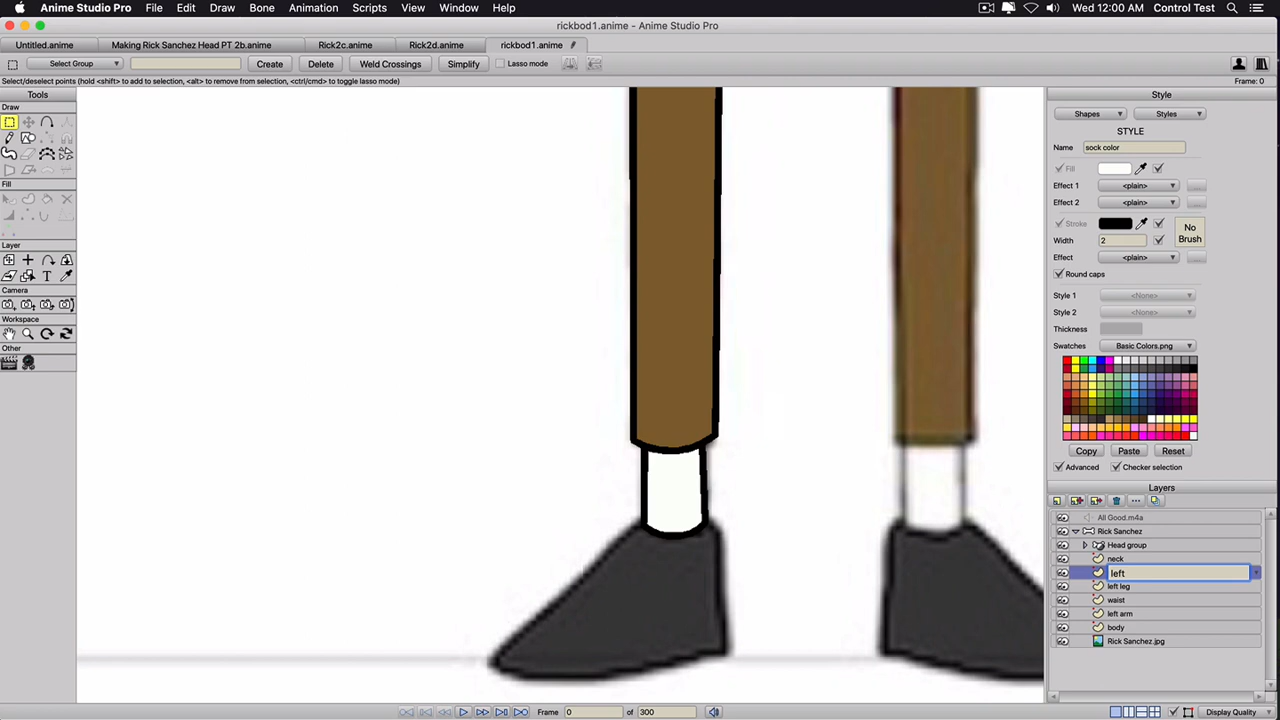 Anime Studio Pro File Edit Draw Bone Animation Scripts View Window Help Wed 12:00 AM Control Test
rickbod1.anime - Anime Studio Pro
Untitled.anime Making Rick Sanchez Head PT 2b.anime Rick2c.anime Rick2d.anime rickbod1.anime
Select Group Create Delete Weld Crossings Simplify Lasso mode
Select/deselect points (hold <shift> to add to selection, <alt> to remove from selection, <ctrl/cmd> to toggle lasso mode) Frame: 0
Tools
Draw
Fill
Layer
Camera
Workspace
Other
Style
Shapes Styles
STYLE
Name sock color
Fill
Effect 1 <plain> ...
Effect 2 <plain> ...
Stroke
No Brush
Width 2
Effect <plain> ...
Round caps
Style 1 <None>
Style 2 <None>
Thickness
Swatches Basic Colors.png
Copy Paste Reset
Advanced Checker selection
Layers
All Good.m4a
Rick Sanchez
Head group
neck
left
left leg
waist
left arm
body
Rick Sanchez.jpg
Frame 0 of 300 Display Quality